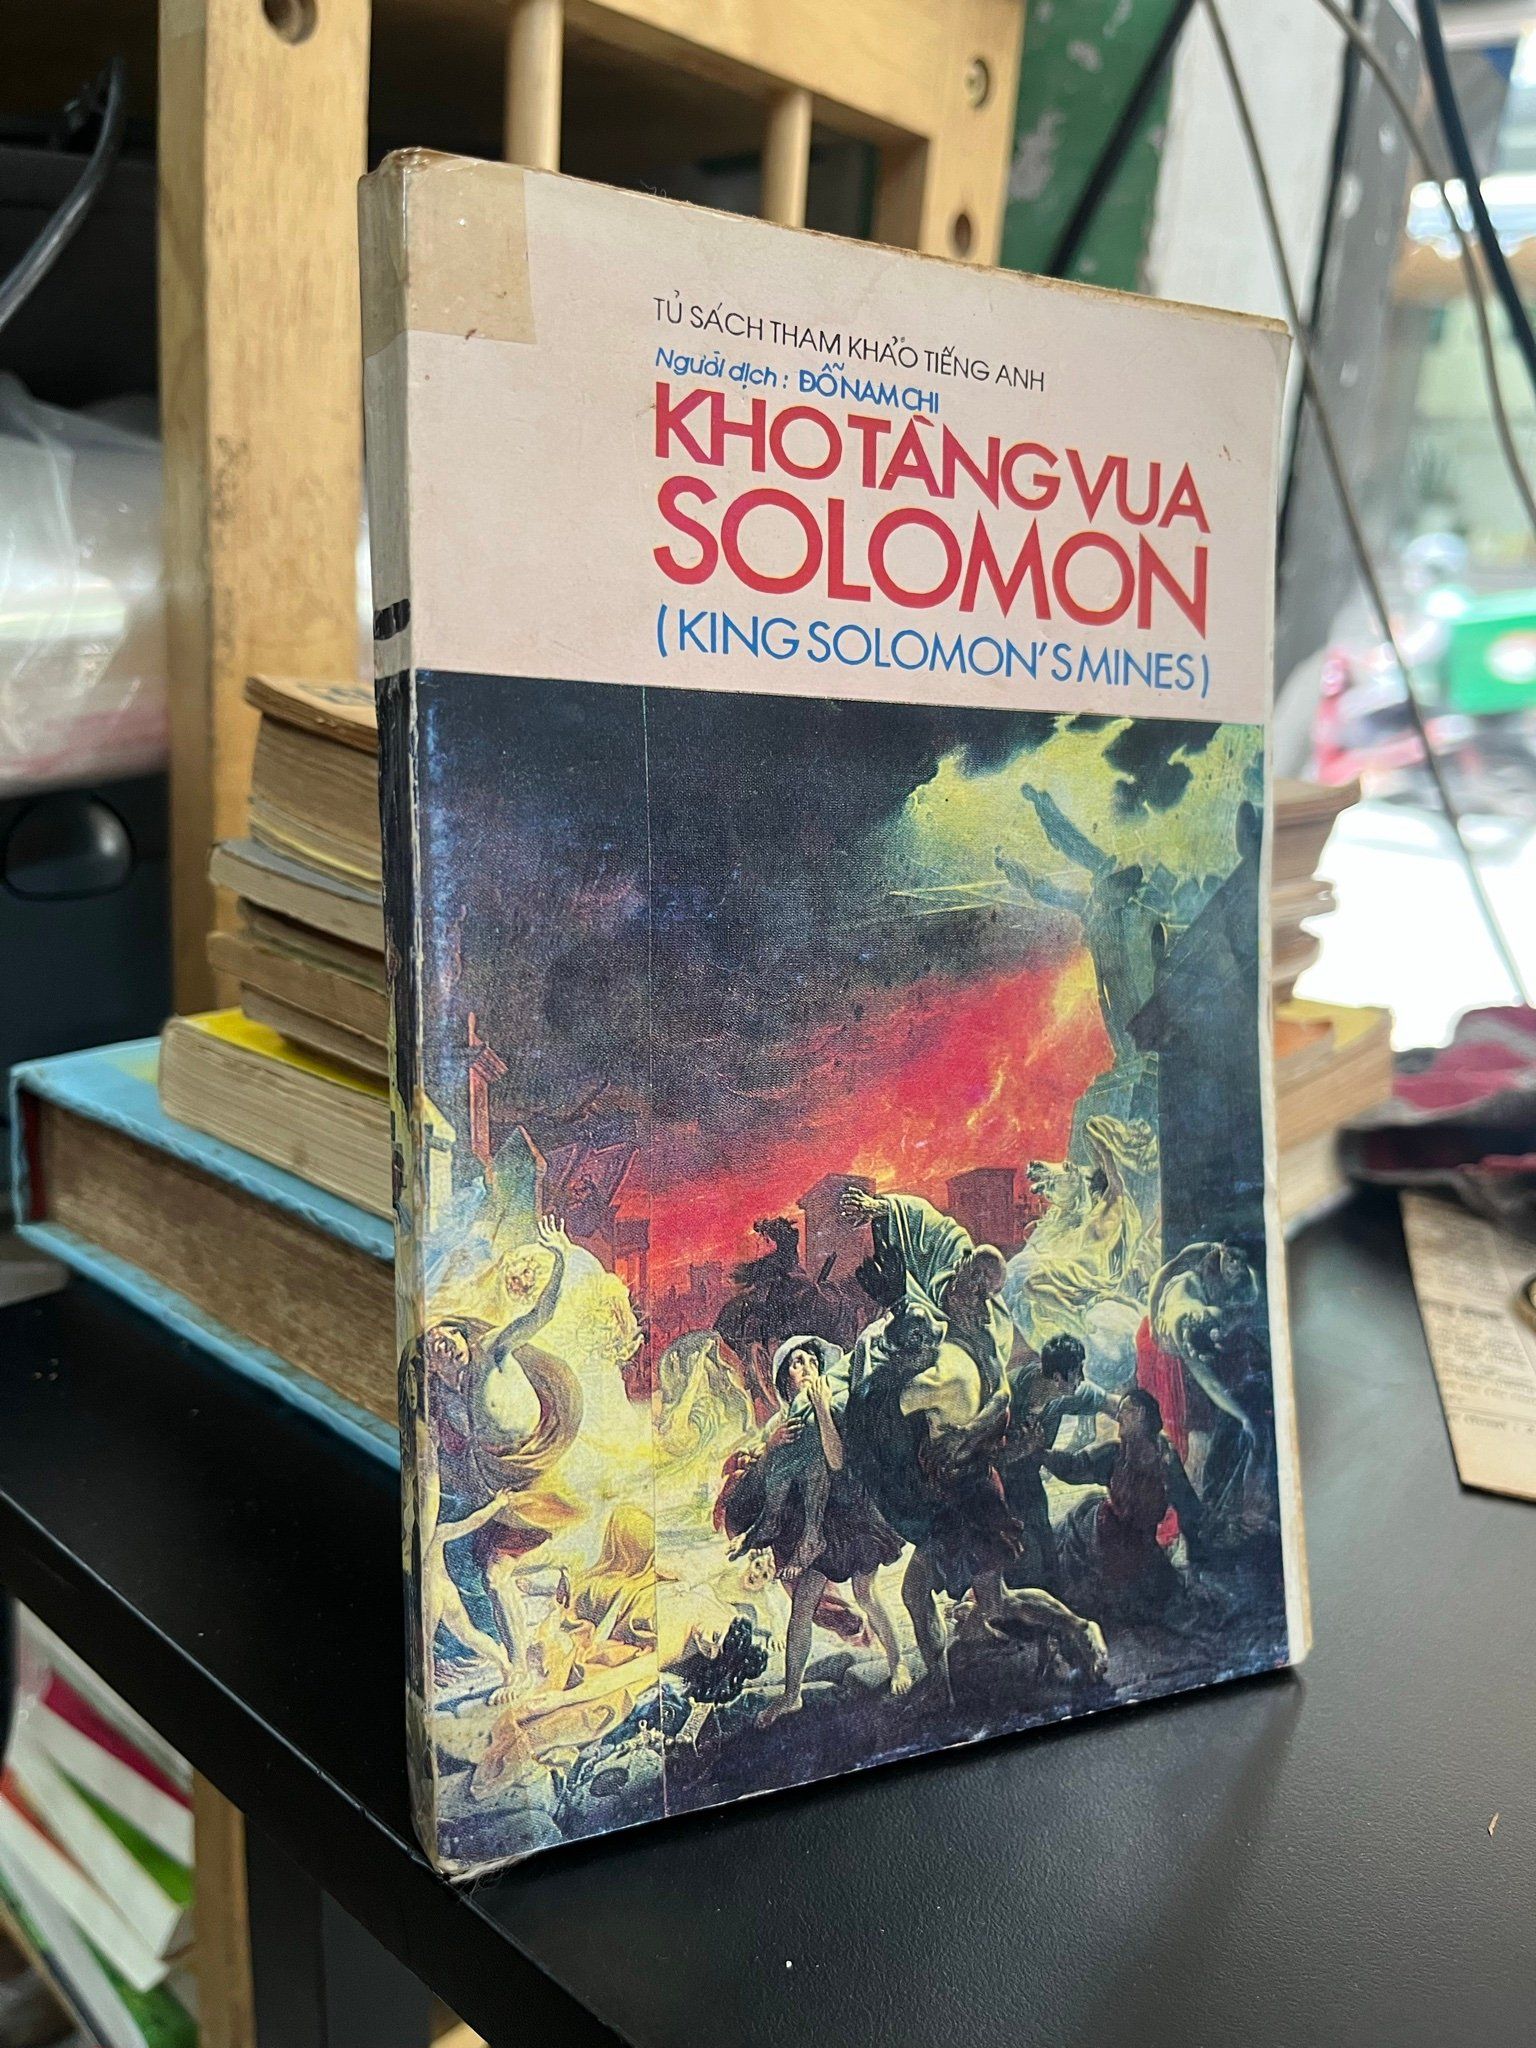 TỦ SÁCH THAM KHẢO TIẾNG ANH
Người dịch : ĐỖ NAM CHI
KHO TÀNG VUA
SOLOMON
( KING SOLOMON'S MINES )